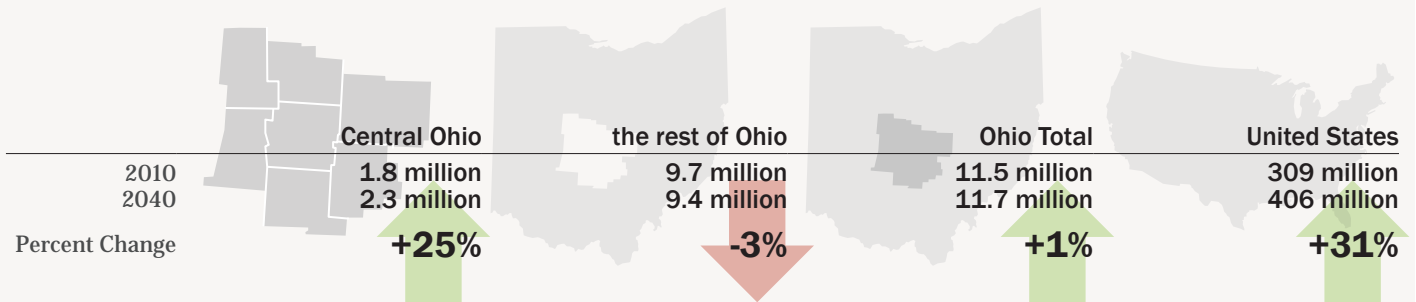 Central Ohio the rest of Ohio Ohio Total United States
2010 1.8 million 9.7 million 11.5 million 309 million
2040 2.3 million 9.4 million 11.7 million 406 million
Percent Change +25% -3% +1% +31%